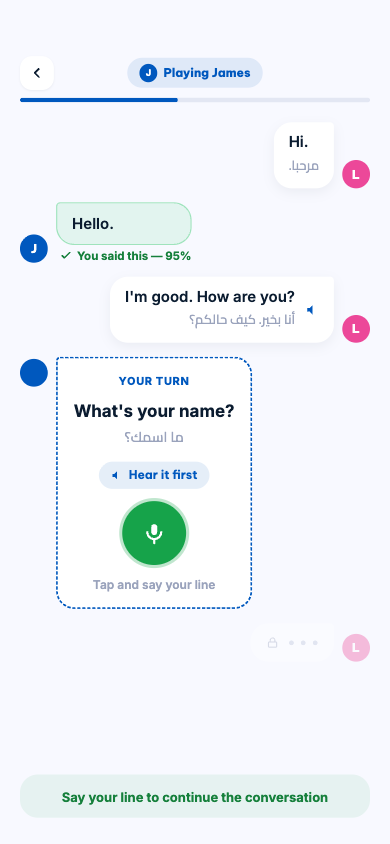 J Playing James
Hi.
مرحبا.
L
Hello.
J
You said this — 95%
I'm good. How are you?
أنا بخير. كيف حالكم؟
L
YOUR TURN
What's your name?
ما اسمك؟
Hear it first
Tap and say your line
L
Say your line to continue the conversation